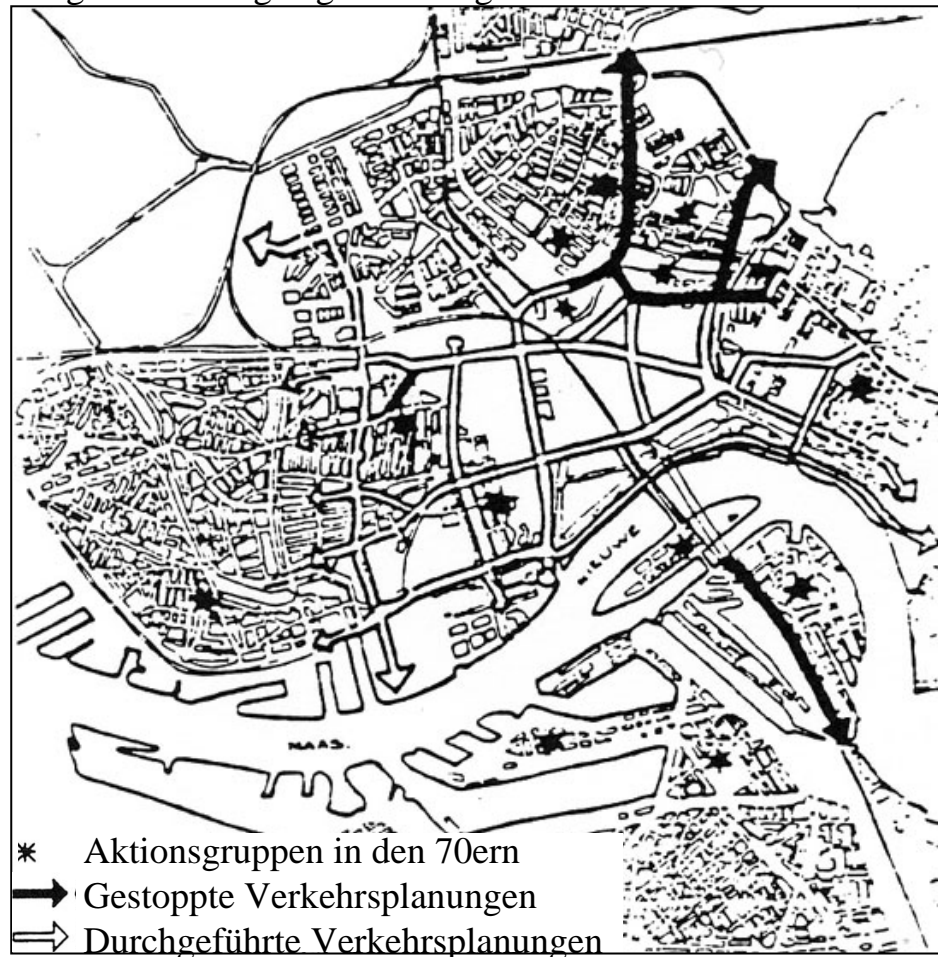 NIEUWE
MAAS.
Aktionsgruppen in den 70ern
Gestoppte Verkehrsplanungen
Durchgeführte Verkehrsplanungen